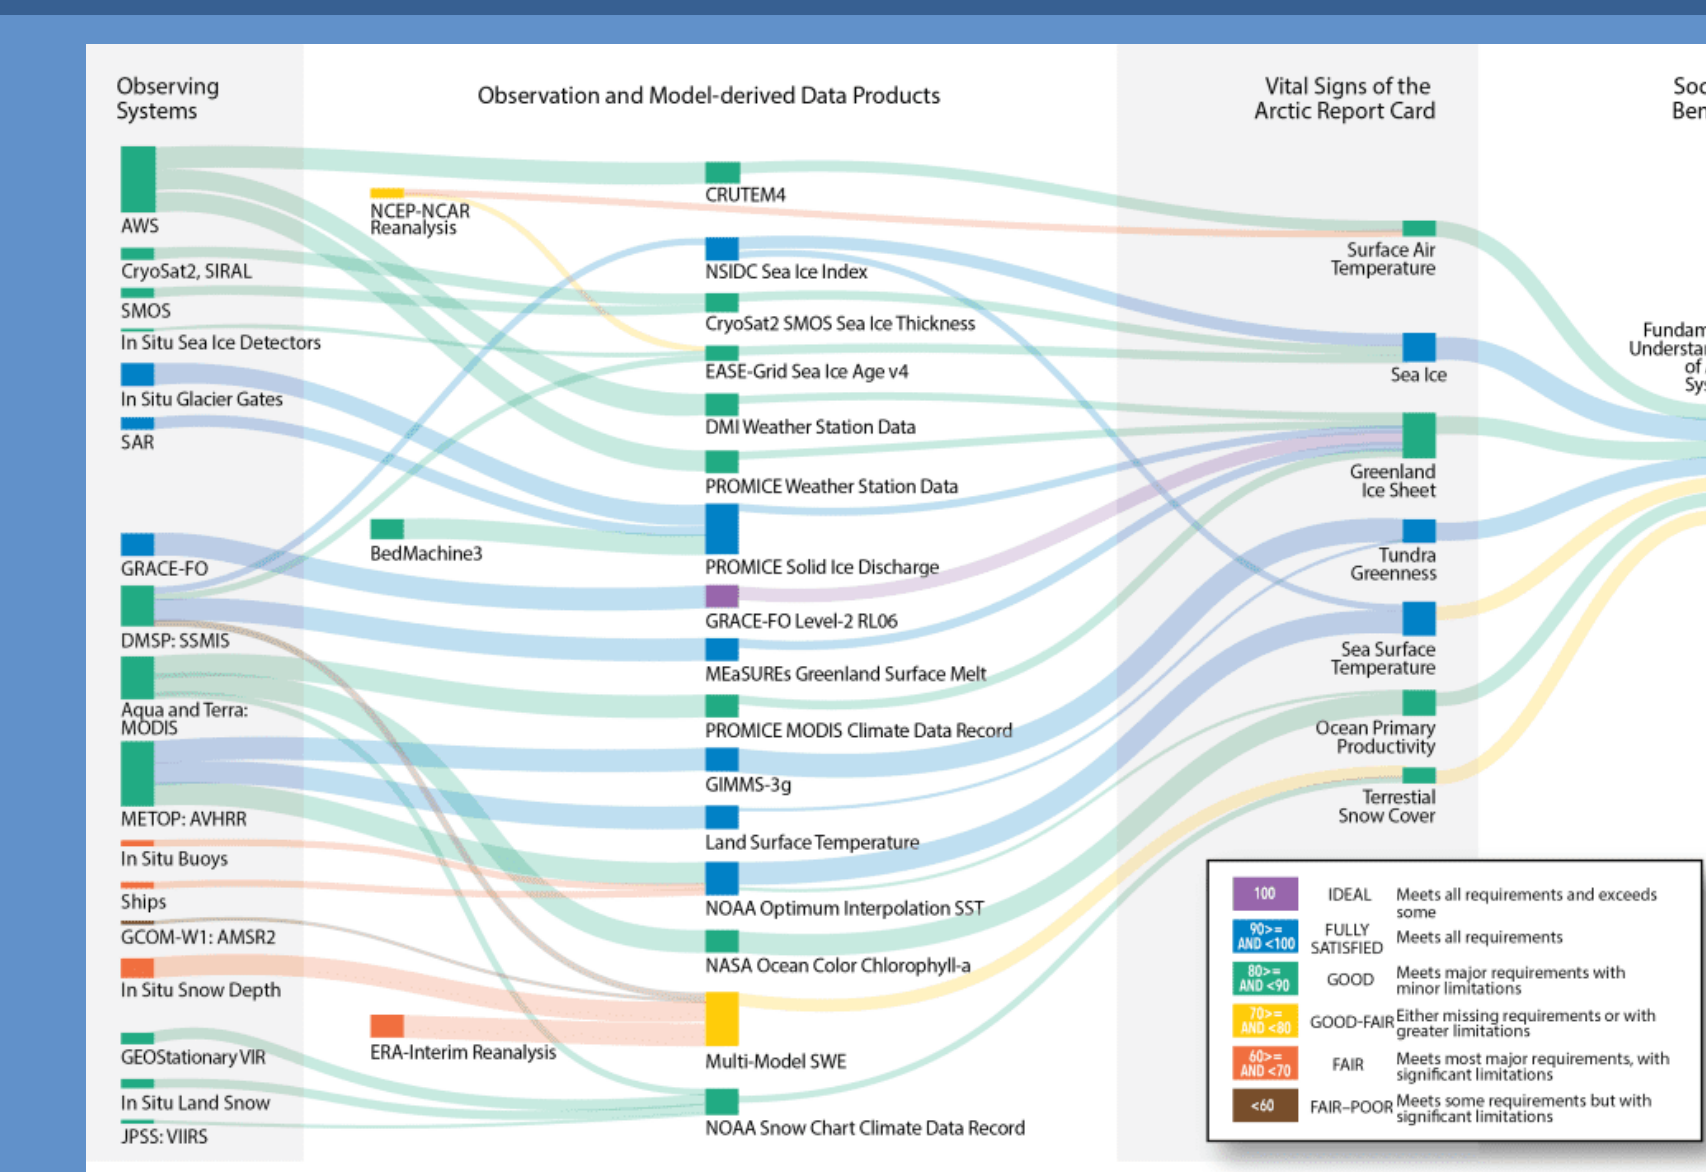 Observing
Systems
Observation and Model-derived Data Products
Vital Signs of the
Arctic Report Card
Soc
Ben
AWS
CryoSat2, SIRAL
SMOS
In Situ Sea Ice Detectors
In Situ Glacier Gates
SAR
GRACE-FO
DMSP: SSMIS
Aqua and Terra:
MODIS
METOP: AVHRR
In Situ Buoys
Ships
GCOM-W1: AMSR2
In Situ Snow Depth
GEOStationary VIR
In Situ Land Snow
JPSS: VIIRS
NCEP-NCAR
Reanalysis
BedMachine3
ERA-Interim Reanalysis
CRUTEM4
NSIDC Sea Ice Index
CryoSat2 SMOS Sea Ice Thickness
EASE-Grid Sea Ice Age v4
DMI Weather Station Data
PROMICE Weather Station Data
PROMICE Solid Ice Discharge
GRACE-FO Level-2 RL06
MEaSUREs Greenland Surface Melt
PROMICE MODIS Climate Data Record
GIMMS-3g
Land Surface Temperature
NOAA Optimum Interpolation SST
NASA Ocean Color Chlorophyll-a
Multi-Model SWE
NOAA Snow Chart Climate Data Record
Surface Air
Temperature
Sea Ice
Greenland
Ice Sheet
Tundra
Greenness
Sea Surface
Temperature
Ocean Primary
Productivity
Terrestial
Snow Cover
Fundam
Understa
of
Sys
100 IDEAL Meets all requirements and exceeds
some
90>=
AND <100 FULLY
SATISFIED Meets all requirements
80>=
AND <90 GOOD Meets major requirements with
minor limitations
70>=
AND <80 GOOD-FAIR Either missing requirements or with
greater limitations
60>=
AND <70 FAIR Meets most major requirements, with
significant limitations
<60 FAIR–POOR Meets some requirements but with
significant limitations